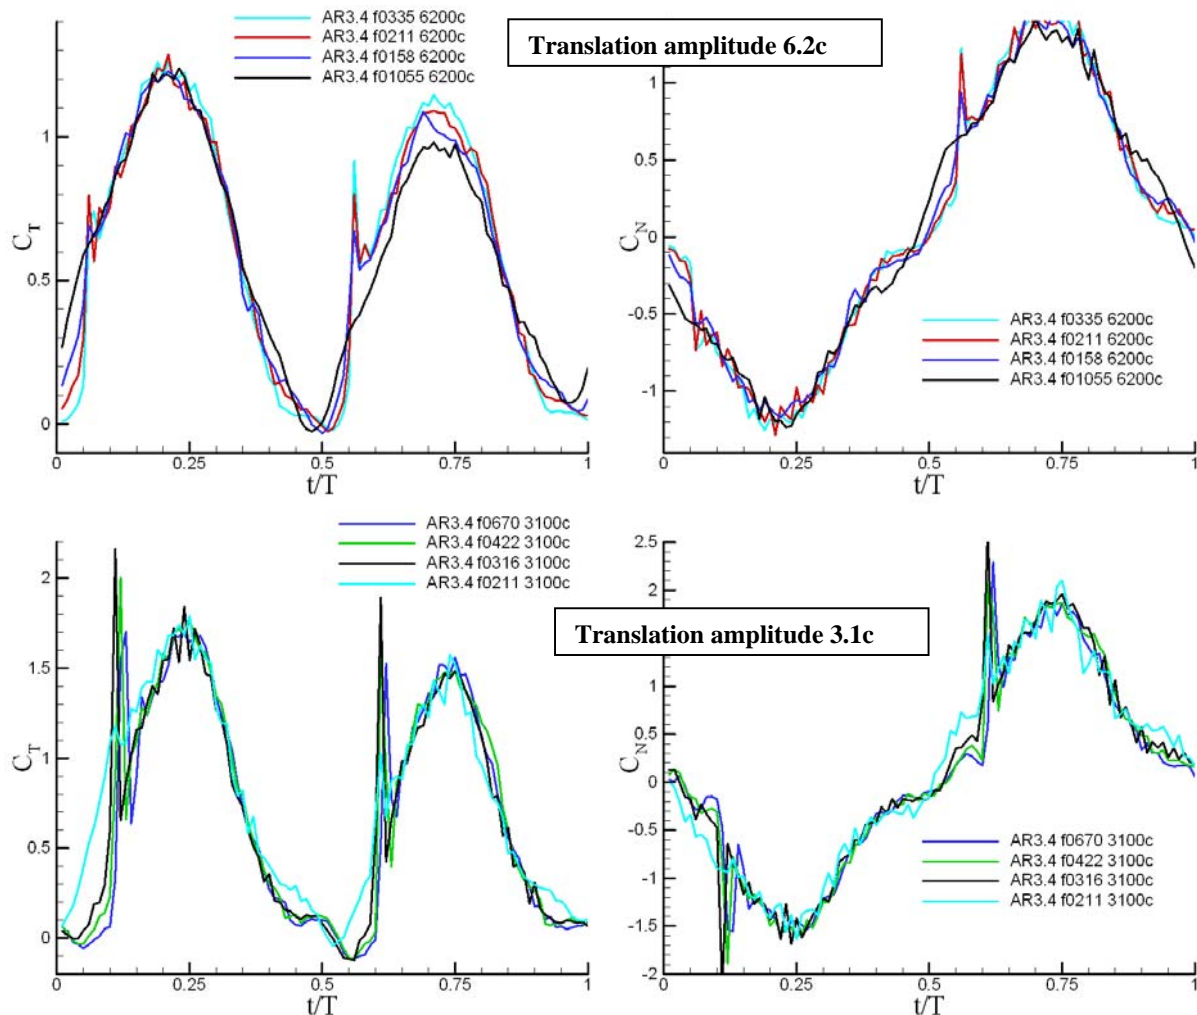 AR3.4 f0335 6200c
AR3.4 f0211 6200c
AR3.4 f0158 6200c
AR3.4 f01055 6200c
Translation amplitude 6.2c
1
0.5
0
C_T
0
0.25
0.5
0.75
1
t/T
1
0.5
0
-0.5
-1
C_N
AR3.4 f0335 6200c
AR3.4 f0211 6200c
AR3.4 f0158 6200c
AR3.4 f01055 6200c
0
0.25
0.5
0.75
1
t/T
AR3.4 f0670 3100c
AR3.4 f0422 3100c
AR3.4 f0316 3100c
AR3.4 f0211 3100c
Translation amplitude 3.1c
2
1.5
1
0.5
0
C_T
0
0.25
0.5
0.75
1
t/T
2.5
2
1.5
1
0.5
0
-0.5
-1
-1.5
-2
C_N
AR3.4 f0670 3100c
AR3.4 f0422 3100c
AR3.4 f0316 3100c
AR3.4 f0211 3100c
0
0.25
0.5
0.75
1
t/T